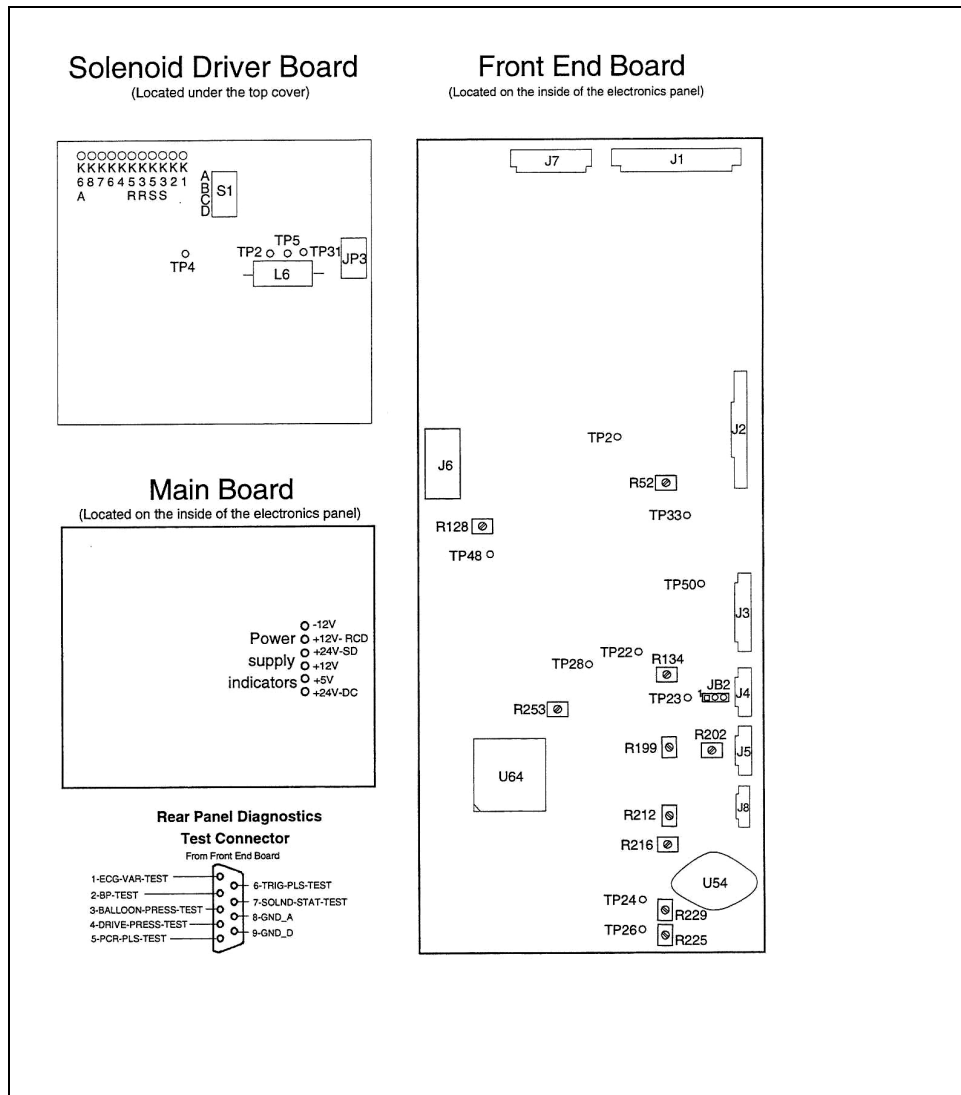 Solenoid Driver Board
(Located under the top cover)
KKKKKKKKKKK
68764535321
A RRSS
A
B
C
D
S1
TP4
TP2
TP5
TP31
L6
JP3
Main Board
(Located on the inside of the electronics panel)
Power
supply
indicators
-12V
+12V- RCD
+24V-SD
+12V
+5V
+24V-DC
Rear Panel Diagnostics
Test Connector
From Front End Board
1-ECG-VAR-TEST
2-BP-TEST
3-BALLOON-PRESS-TEST
4-DRIVE-PRESS-TEST
5-PCR-PLS-TEST
6-TRIG-PLS-TEST
7-SOLND-STAT-TEST
8-GND_A
9-GND_D
Front End Board
(Located on the inside of the electronics panel)
J7
J1
J2
TP2
J6
R52
R128
TP33
TP48
TP50
J3
TP22
TP28
R134
JB2
1
TP23
J4
R253
R202
R199
J5
U64
J8
R212
R216
U54
TP24
R229
TP26
R225